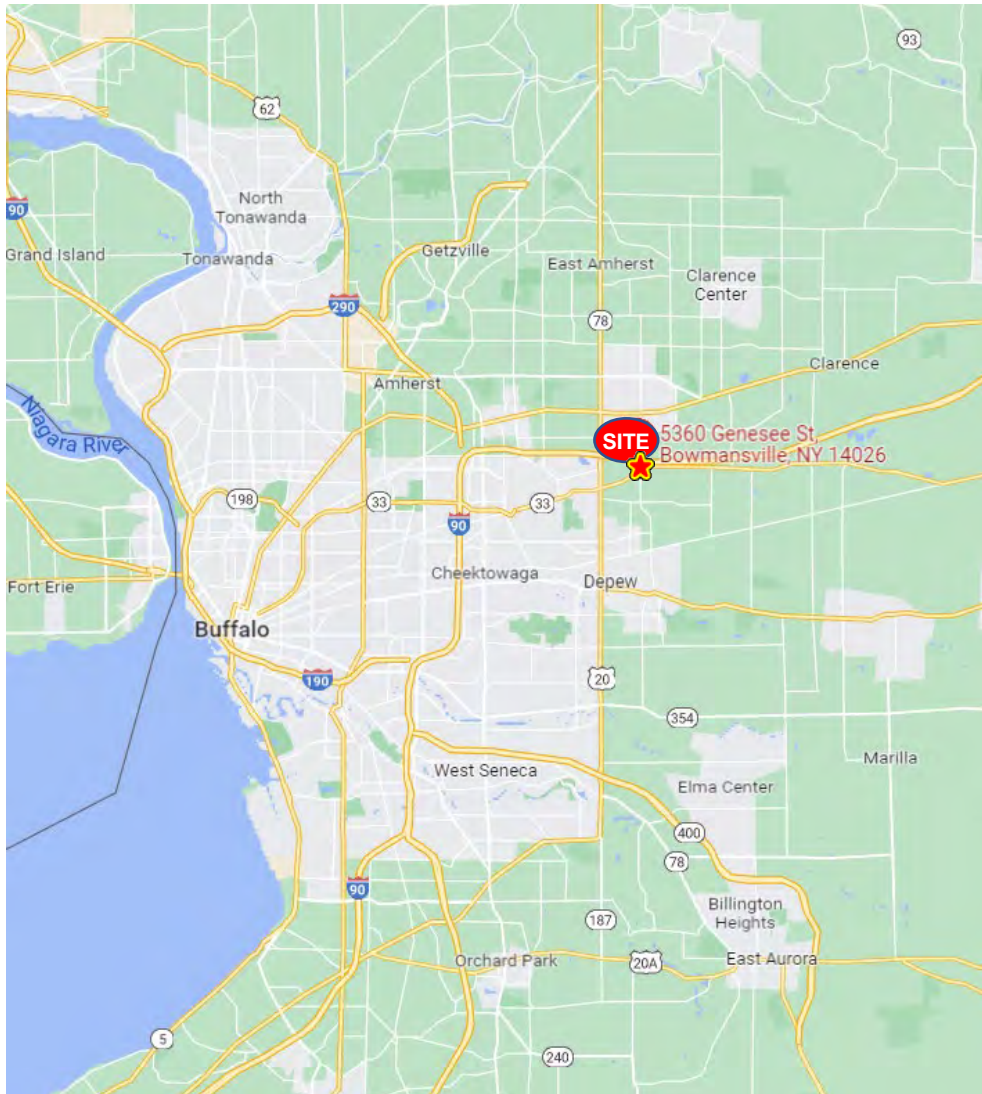 93
62
North
Tonawanda
90
Grand Island
Tonawanda
Getzville
East Amherst
Clarence
Center
290
78
Clarence
Amherst
Niagara River
SITE
5360 Genesee St,
Bowmansville, NY 14026
198
33
90
33
Cheektowaga
Depew
Fort Erie
Buffalo
190
20
354
Marilla
West Seneca
Elma Center
400
78
90
Billington
Heights
187
Orchard Park
20A
East Aurora
5
240